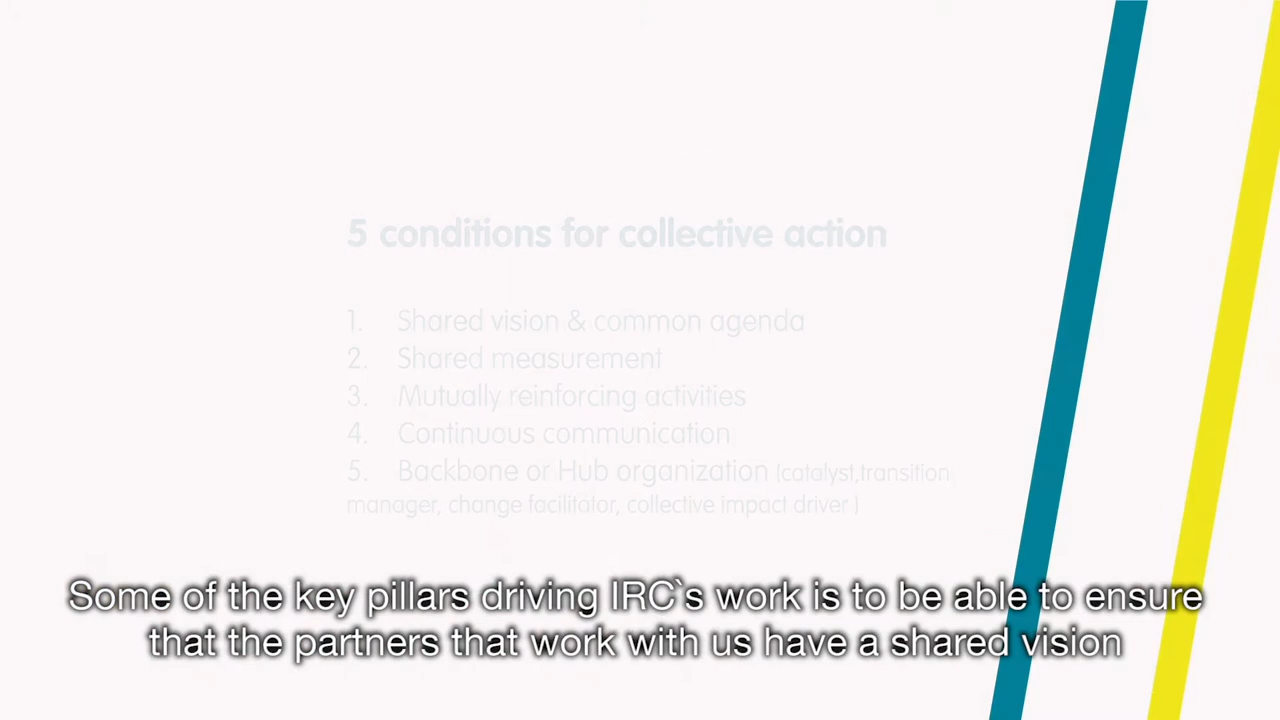 5 conditions for collective action
1. Shared vision & common agenda
2. Shared measurement
3. Mutually reinforcing activities
4. Continuous communication
5. Backbone or Hub organization (catalyst,transition
manager, change facilitator, collective impact driver )
Some of the key pillars driving IRC`s work is to be able to ensure
that the partners that work with us have a shared vision